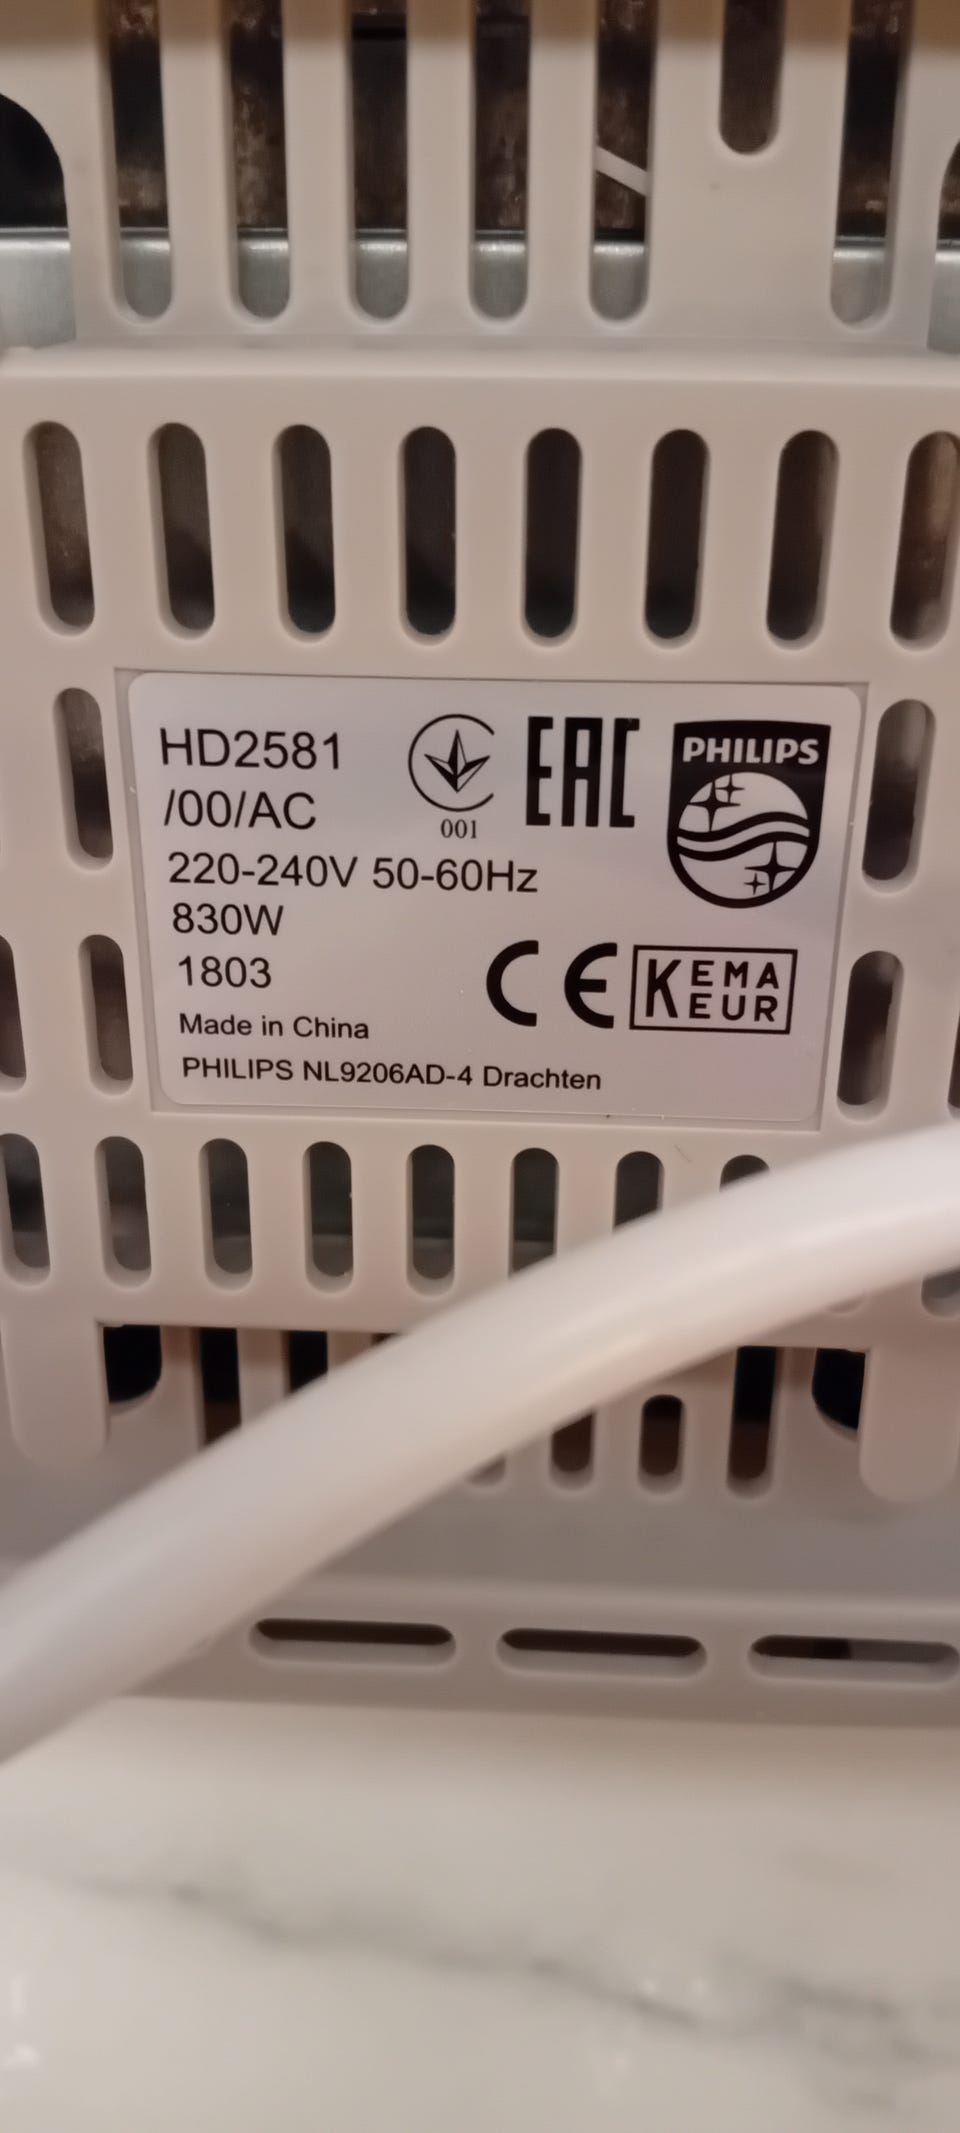 HD2581
/00/AC
001
EAC
PHILIPS
220-240V 50-60Hz
830W
1803
CE
KEMA
EUR
Made in China
PHILIPS NL9206AD-4 Drachten